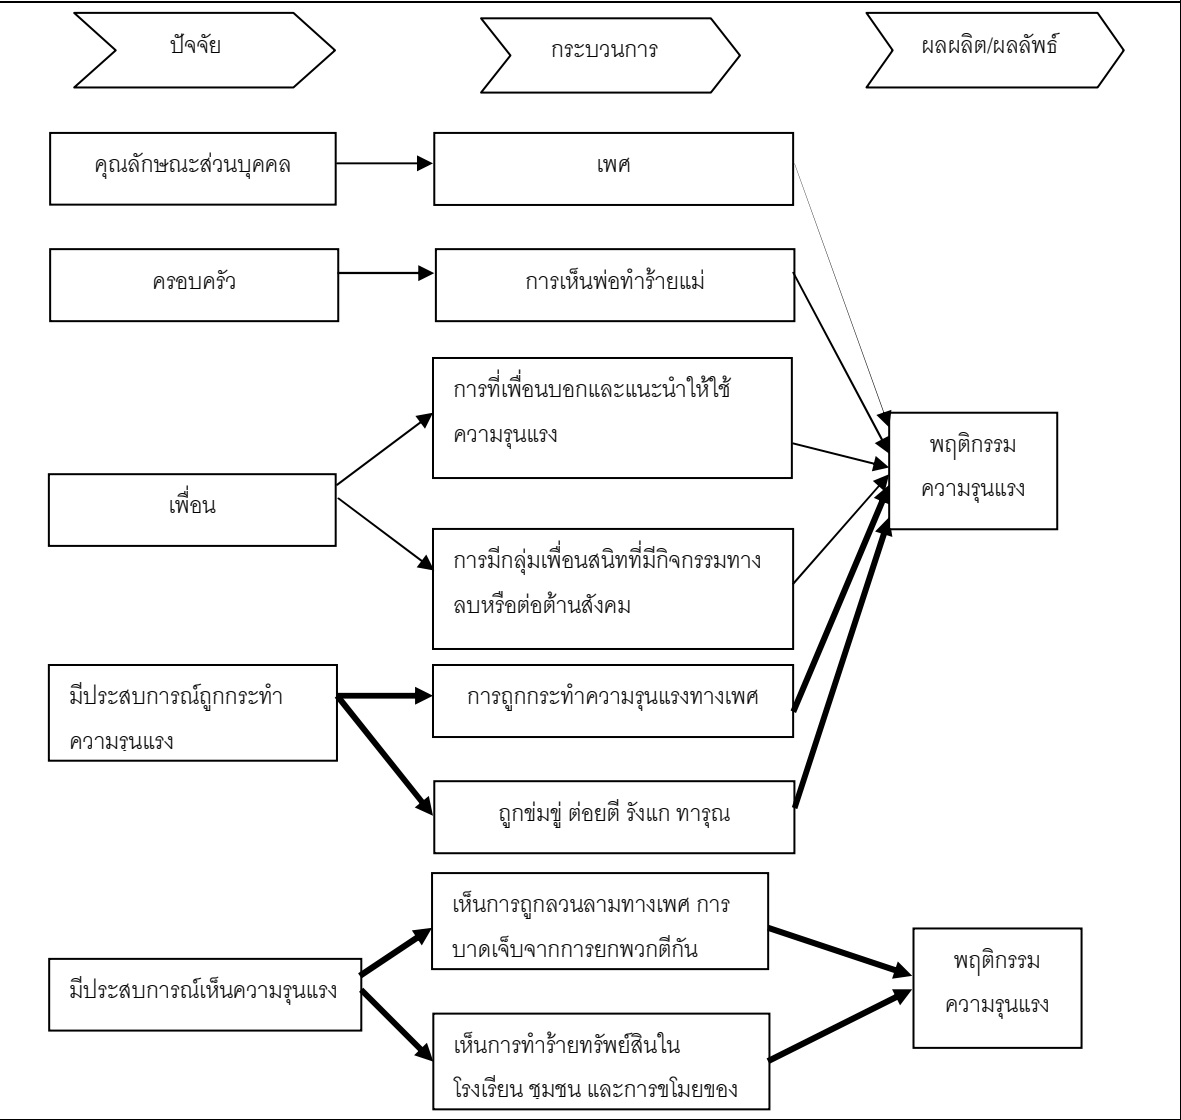 ปัจจัย
กระบวนการ
ผลผลิต/ผลลัพธ์
คุณลักษณะส่วนบุคคล
เพศ
ครอบครัว
การเห็นพ่อทำร้ายแม่
เพื่อน
การที่เพื่อนบอกและแนะนำให้ใช้
ความรุนแรง
การมีกลุ่มเพื่อนสนิทที่มีกิจกรรมทาง
ลบหรือต่อต้านสังคม
พฤติกรรม
ความรุนแรง
มีประสบการณ์ถูกกระทำ
ความรุนแรง
การถูกกระทำความรุนแรงทางเพศ
ถูกข่มขู่ ต่อยตี รังแก ทารุณ
มีประสบการณ์เห็นความรุนแรง
เห็นการถูกลวนลามทางเพศ การ
บาดเจ็บจากการยกพวกตีกัน
เห็นการทำร้ายทรัพย์สินใน
โรงเรียน ชุมชน และการขโมยของ
พฤติกรรม
ความรุนแรง